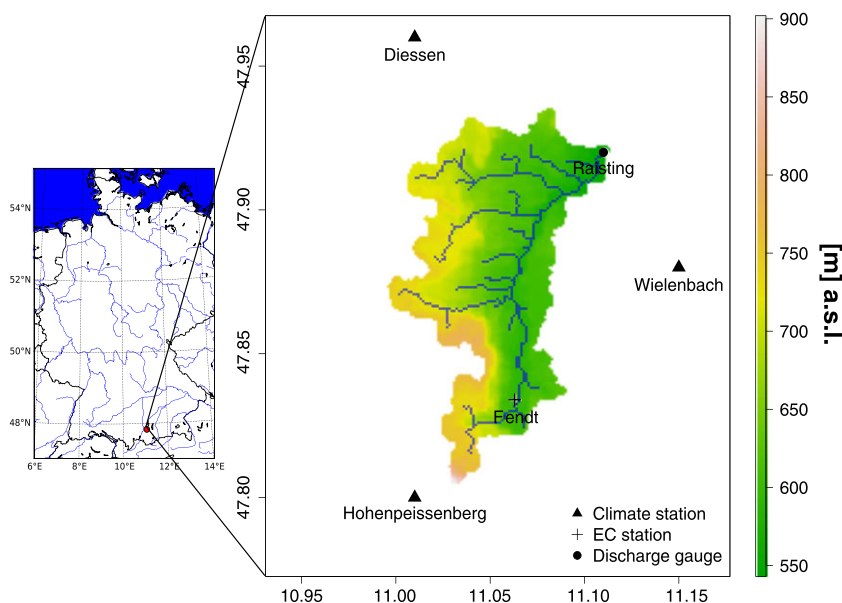 Diessen
Raisting
Wielenbach
Fendt
Hohenpeissenberg
Climate station
EC station
Discharge gauge
47.95
47.90
47.85
47.80
10.95
11.00
11.05
11.10
11.15
900
850
800
750
700
650
600
550
[m] a.s.l.
54°N
52°N
50°N
48°N
6°E
8°E
10°E
12°E
14°E